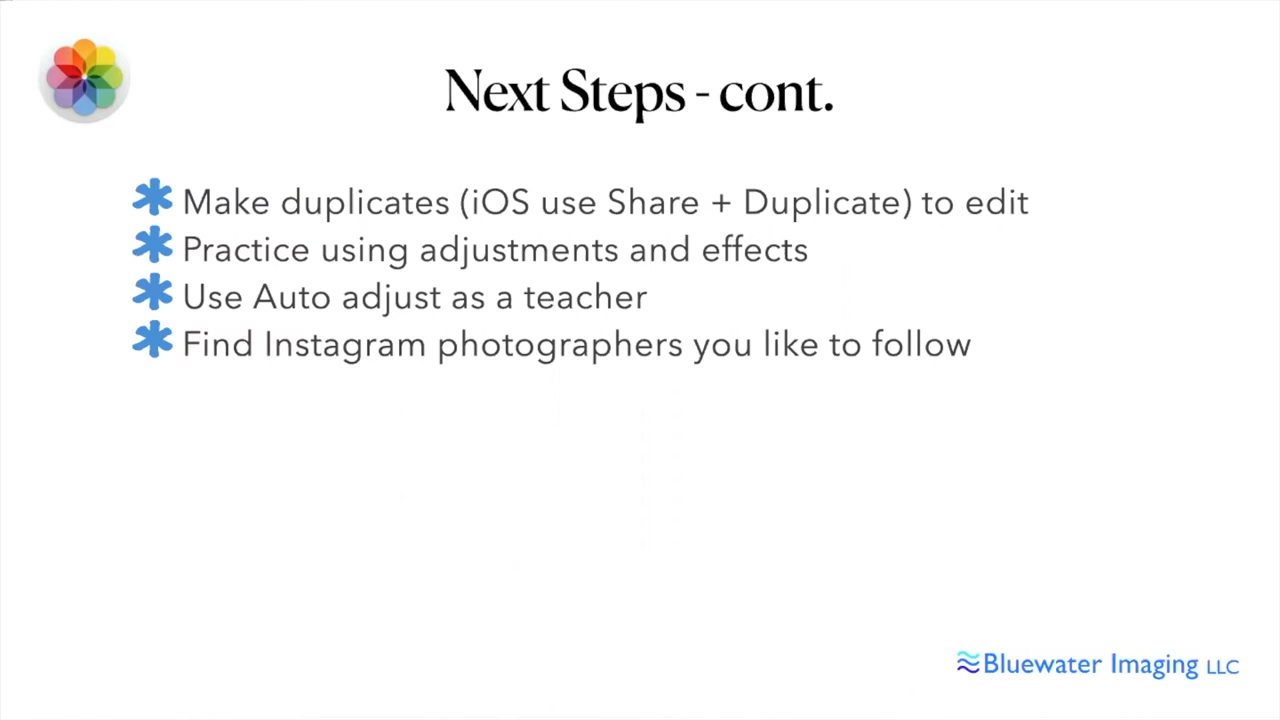 Next Steps - cont.
Make duplicates (iOS use Share + Duplicate) to edit
Practice using adjustments and effects
Use Auto adjust as a teacher
Find Instagram photographers you like to follow
Bluewater Imaging LLC